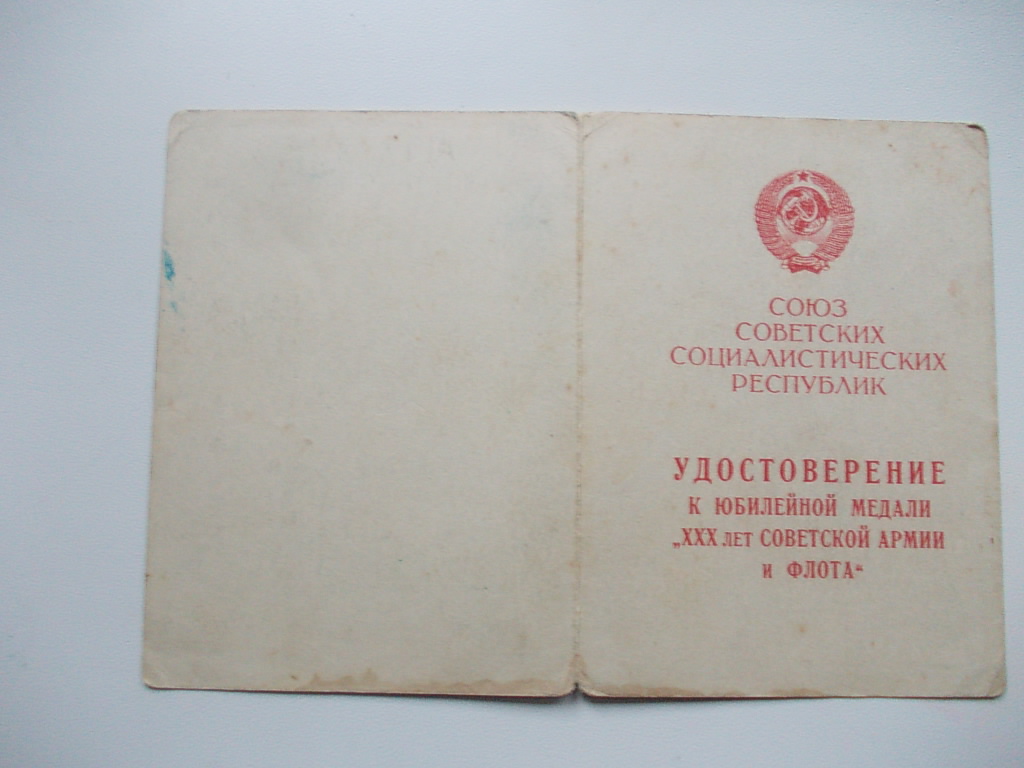 СОЮЗ
СОВЕТСКИХ
СОЦИАЛИСТИЧЕСКИХ
РЕСПУБЛИК
УДОСТОВЕРЕНИЕ
К ЮБИЛЕЙНОЙ МЕДАЛИ
„XXX лет СОВЕТСКОЙ АРМИИ
и ФЛОТА“